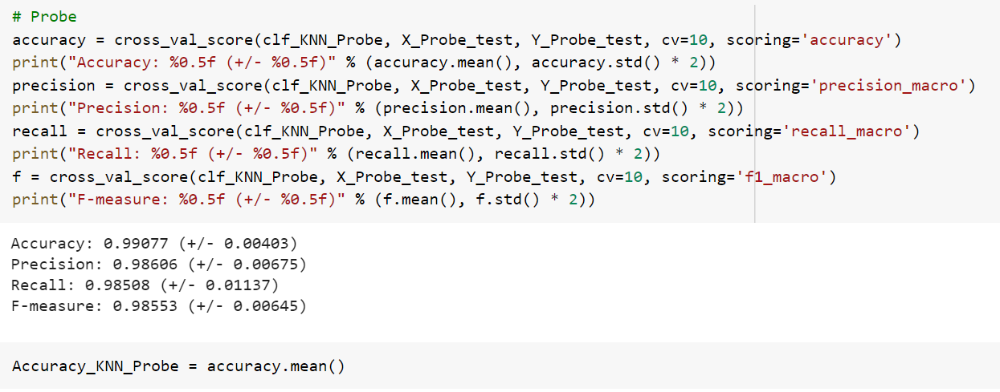 # Probe
accuracy = cross_val_score(clf_KNN_Probe, X_Probe_test, Y_Probe_test, cv=10, scoring='accuracy')
print("Accuracy: %0.5f (+/- %0.5f)" % (accuracy.mean(), accuracy.std() * 2))
precision = cross_val_score(clf_KNN_Probe, X_Probe_test, Y_Probe_test, cv=10, scoring='precision_macro')
print("Precision: %0.5f (+/- %0.5f)" % (precision.mean(), precision.std() * 2))
recall = cross_val_score(clf_KNN_Probe, X_Probe_test, Y_Probe_test, cv=10, scoring='recall_macro')
print("Recall: %0.5f (+/- %0.5f)" % (recall.mean(), recall.std() * 2))
f = cross_val_score(clf_KNN_Probe, X_Probe_test, Y_Probe_test, cv=10, scoring='f1_macro')
print("F-measure: %0.5f (+/- %0.5f)" % (f.mean(), f.std() * 2))
Accuracy: 0.99077 (+/- 0.00403)
Precision: 0.98606 (+/- 0.00675)
Recall: 0.98508 (+/- 0.01137)
F-measure: 0.98553 (+/- 0.00645)
Accuracy_KNN_Probe = accuracy.mean()